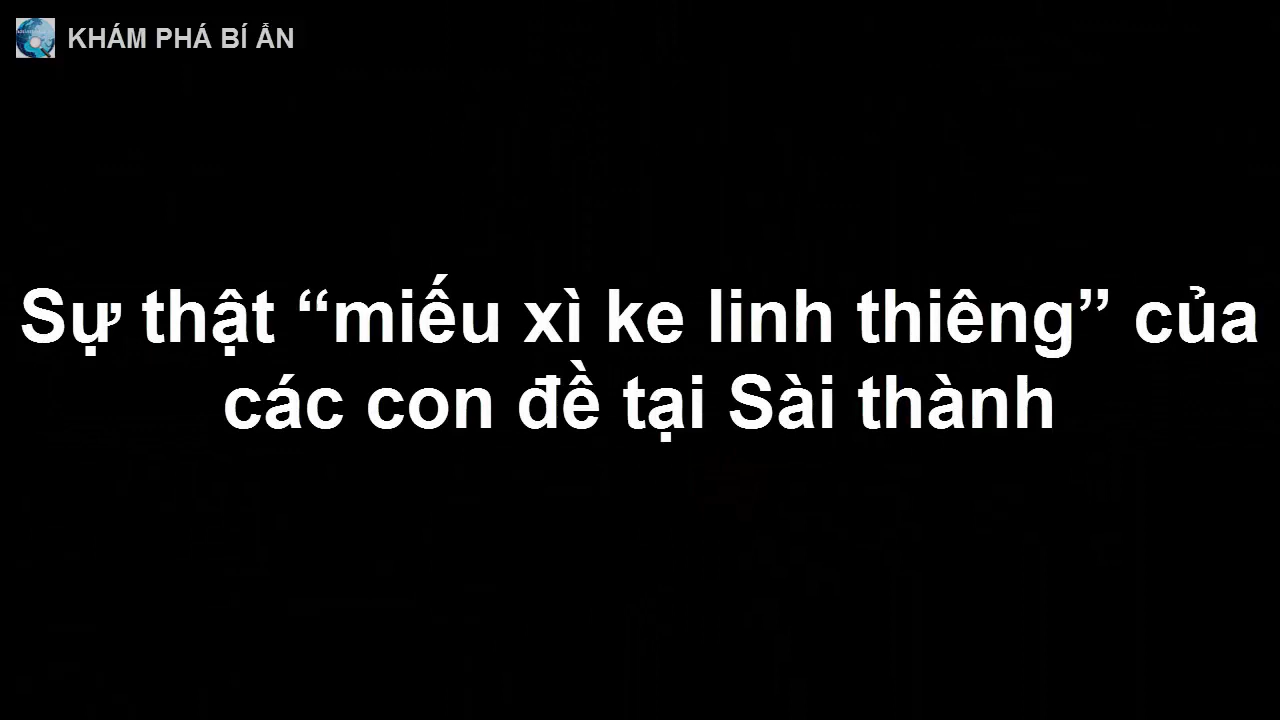 KHÁM PHÁ BÍ ẨN
Sự thật “miếu xì ke linh thiêng” của
các con đề tại Sài thành